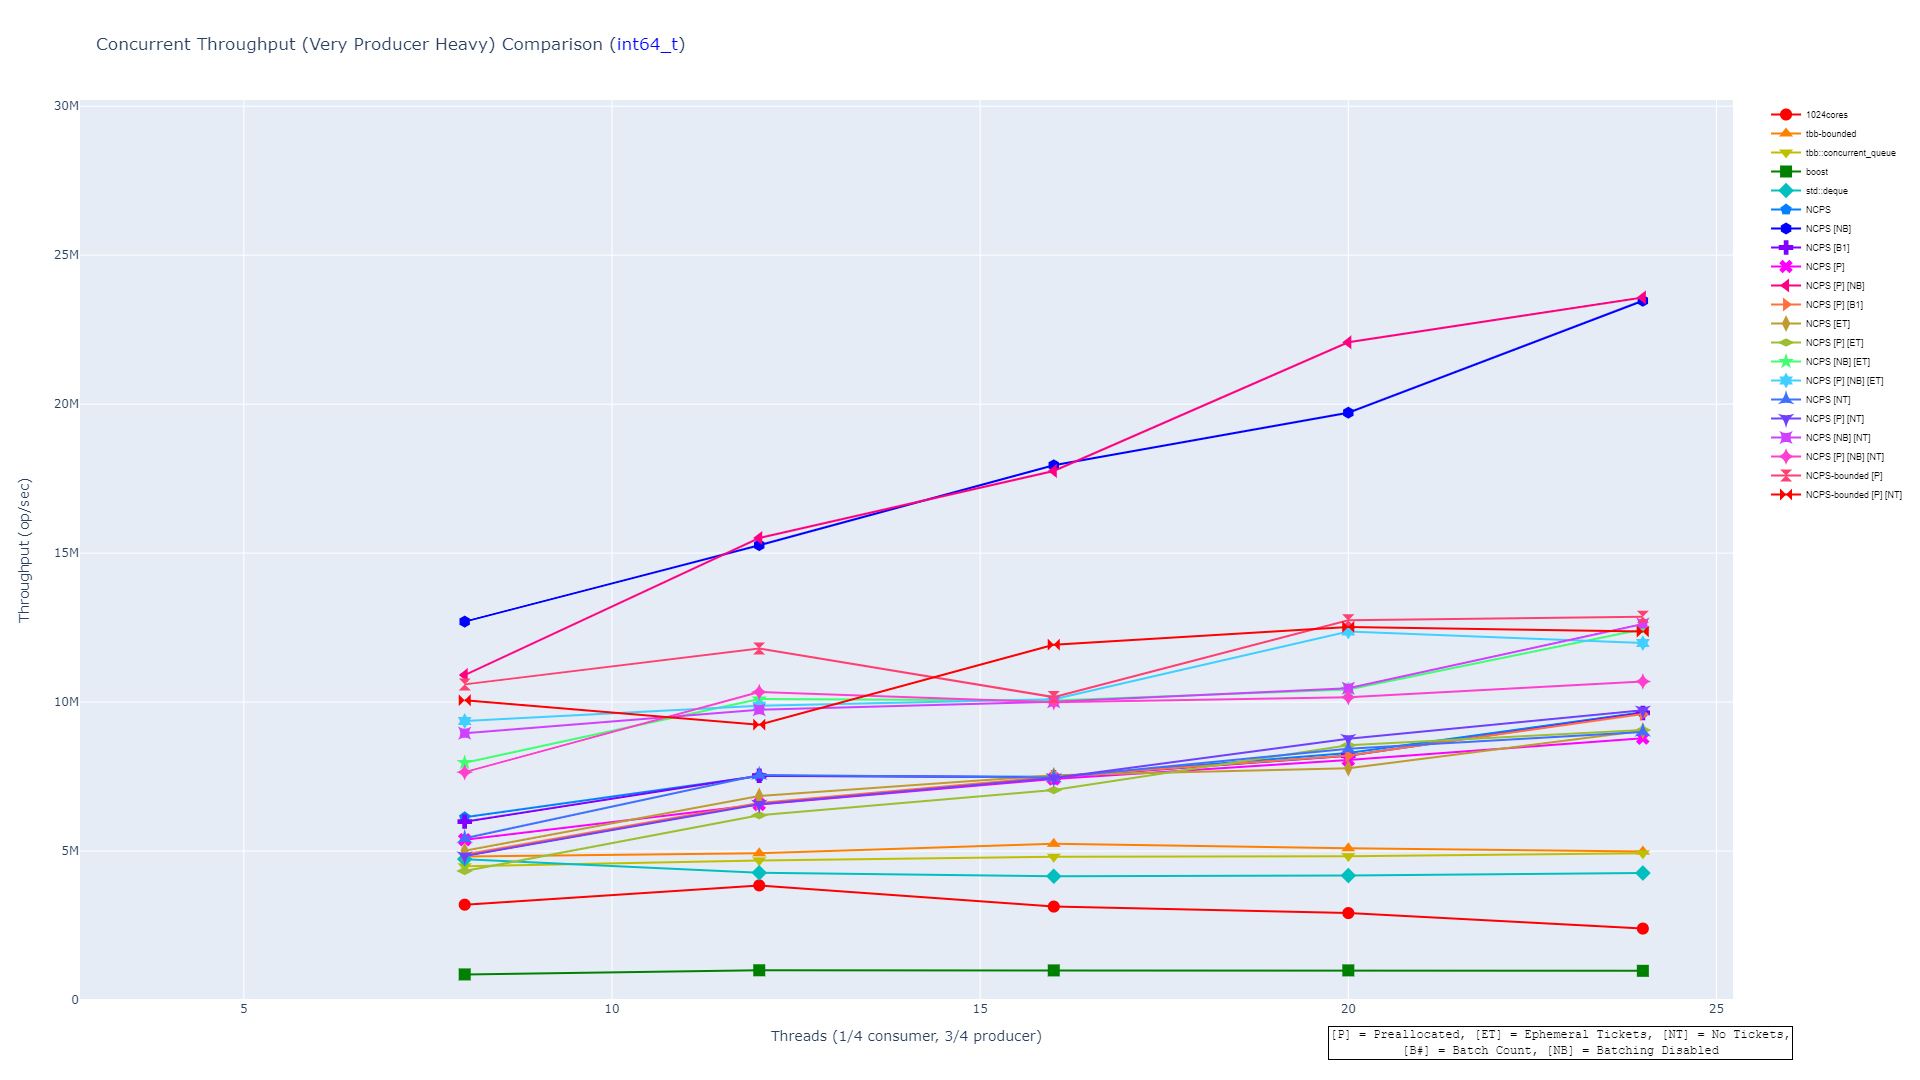 Concurrent Throughput (Very Producer Heavy) Comparison (int64_t)
30M
25M
20M
15M
10M
5M
0
Throughput (op/sec)
5
10
15
20
25
Threads (1/4 consumer, 3/4 producer)
1024cores
tbb-bounded
tbb::concurrent_queue
boost
std::deque
NCPS
NCPS [NB]
NCPS [B1]
NCPS [P]
NCPS [P] [NB]
NCPS [P] [B1]
NCPS [ET]
NCPS [P] [ET]
NCPS [NB] [ET]
NCPS [P] [NB] [ET]
NCPS [NT]
NCPS [P] [NT]
NCPS [NB] [NT]
NCPS [P] [NB] [NT]
NCPS-bounded [P]
NCPS-bounded [P] [NT]
[P] = Preallocated, [ET] = Ephemeral Tickets, [NT] = No Tickets,
[B#] = Batch Count, [NB] = Batching Disabled